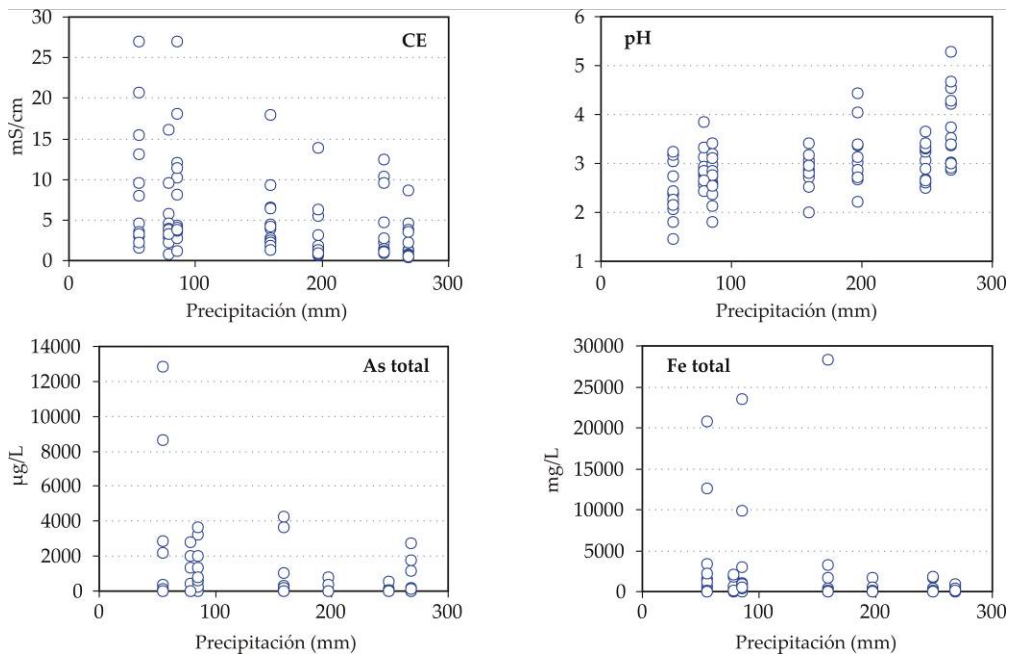 CE
30
25
20
15
10
5
0
mS/cm
0 100 200 300
Precipitación (mm)
pH
6
5
4
3
2
1
0 100 200 300
Precipitación (mm)
As total
14000
12000
10000
8000
6000
4000
2000
0
µg/L
0 100 200 300
Precipitación (mm)
Fe total
30000
25000
20000
15000
10000
5000
0
mg/L
0 100 200 300
Precipitación (mm)